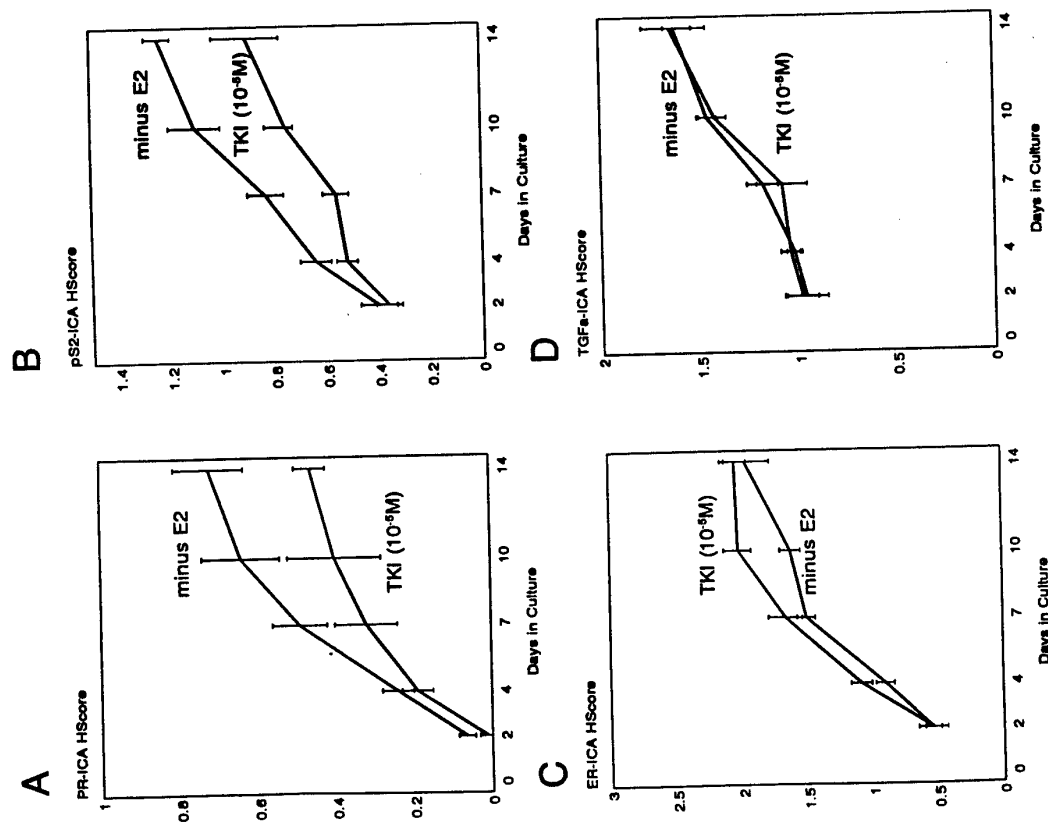 A
PR-ICA HScore
1
0.8
0.6
0.4
0.2
0
minus E2
TKI (10⁻⁵M)
0 2 4 7 10 14
Days in Culture
B
pS2-ICA HScore
1.4
1.2
1
0.8
0.6
0.4
0.2
0
minus E2
TKI (10⁻⁵M)
0 2 4 7 10 14
Days in Culture
C
ER-ICA HScore
3
2.5
2
1.5
1
0.5
0
TKI (10⁻⁵M)
minus E2
0 2 4 7 10 14
Days in Culture
D
TGFa-ICA HScore
2
1.5
1
0.5
0
minus E2
TKI (10⁻⁵M)
0 2 4 7 10 14
Days in Culture